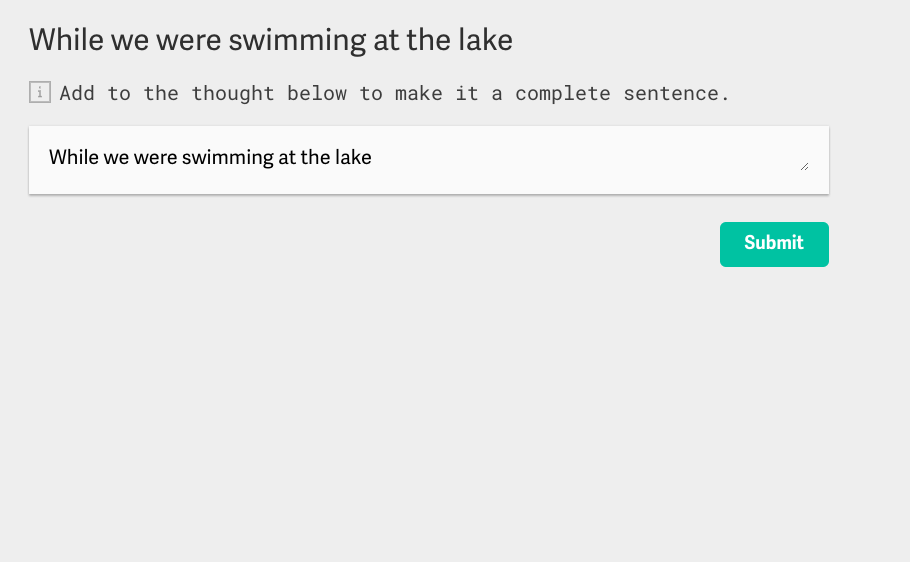 While we were swimming at the lake
i Add to the thought below to make it a complete sentence.
While we were swimming at the lake
Submit